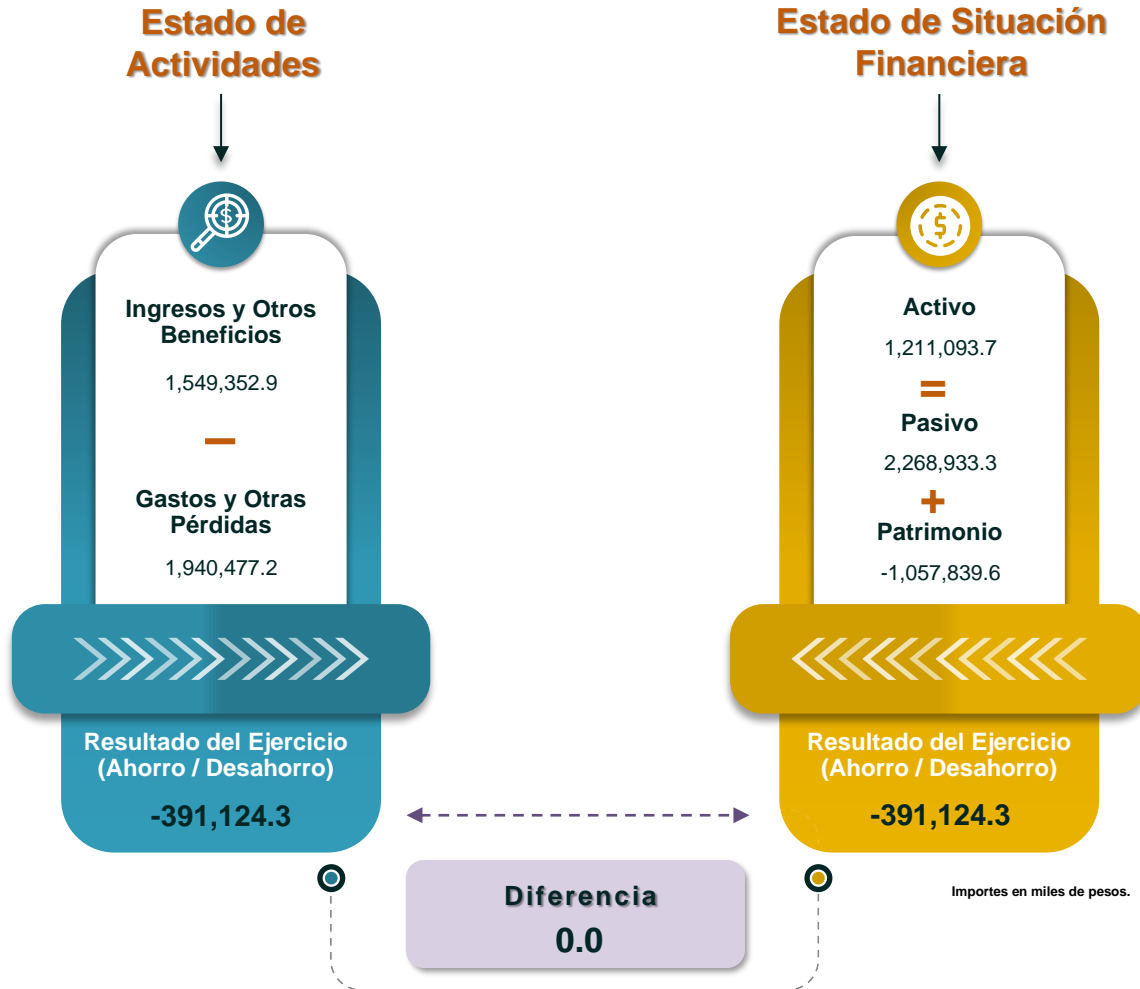 Estado de
Actividades
Ingresos y Otros
Beneficios
1,549,352.9
–
Gastos y Otras
Pérdidas
1,940,477.2
Resultado del Ejercicio
(Ahorro / Desahorro)
-391,124.3
Estado de Situación
Financiera
$
Activo
1,211,093.7
=
Pasivo
2,268,933.3
+
Patrimonio
-1,057,839.6
Resultado del Ejercicio
(Ahorro / Desahorro)
-391,124.3
Diferencia
0.0
Importes en miles de pesos.